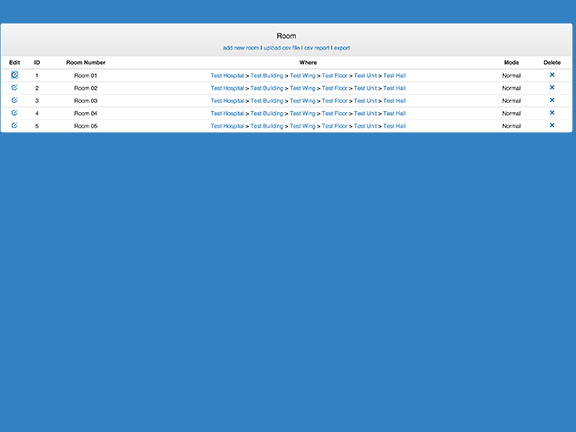 Room
add new room | upload csv file | csv report | export
Edit ID Room Number Where Mode Delete
1 Room 01 Test Hospital > Test Building > Test Wing > Test Floor > Test Unit > Test Hall Normal
2 Room 02 Test Hospital > Test Building > Test Wing > Test Floor > Test Unit > Test Hall Normal
3 Room 03 Test Hospital > Test Building > Test Wing > Test Floor > Test Unit > Test Hall Normal
4 Room 04 Test Hospital > Test Building > Test Wing > Test Floor > Test Unit > Test Hall Normal
5 Room 05 Test Hospital > Test Building > Test Wing > Test Floor > Test Unit > Test Hall Normal